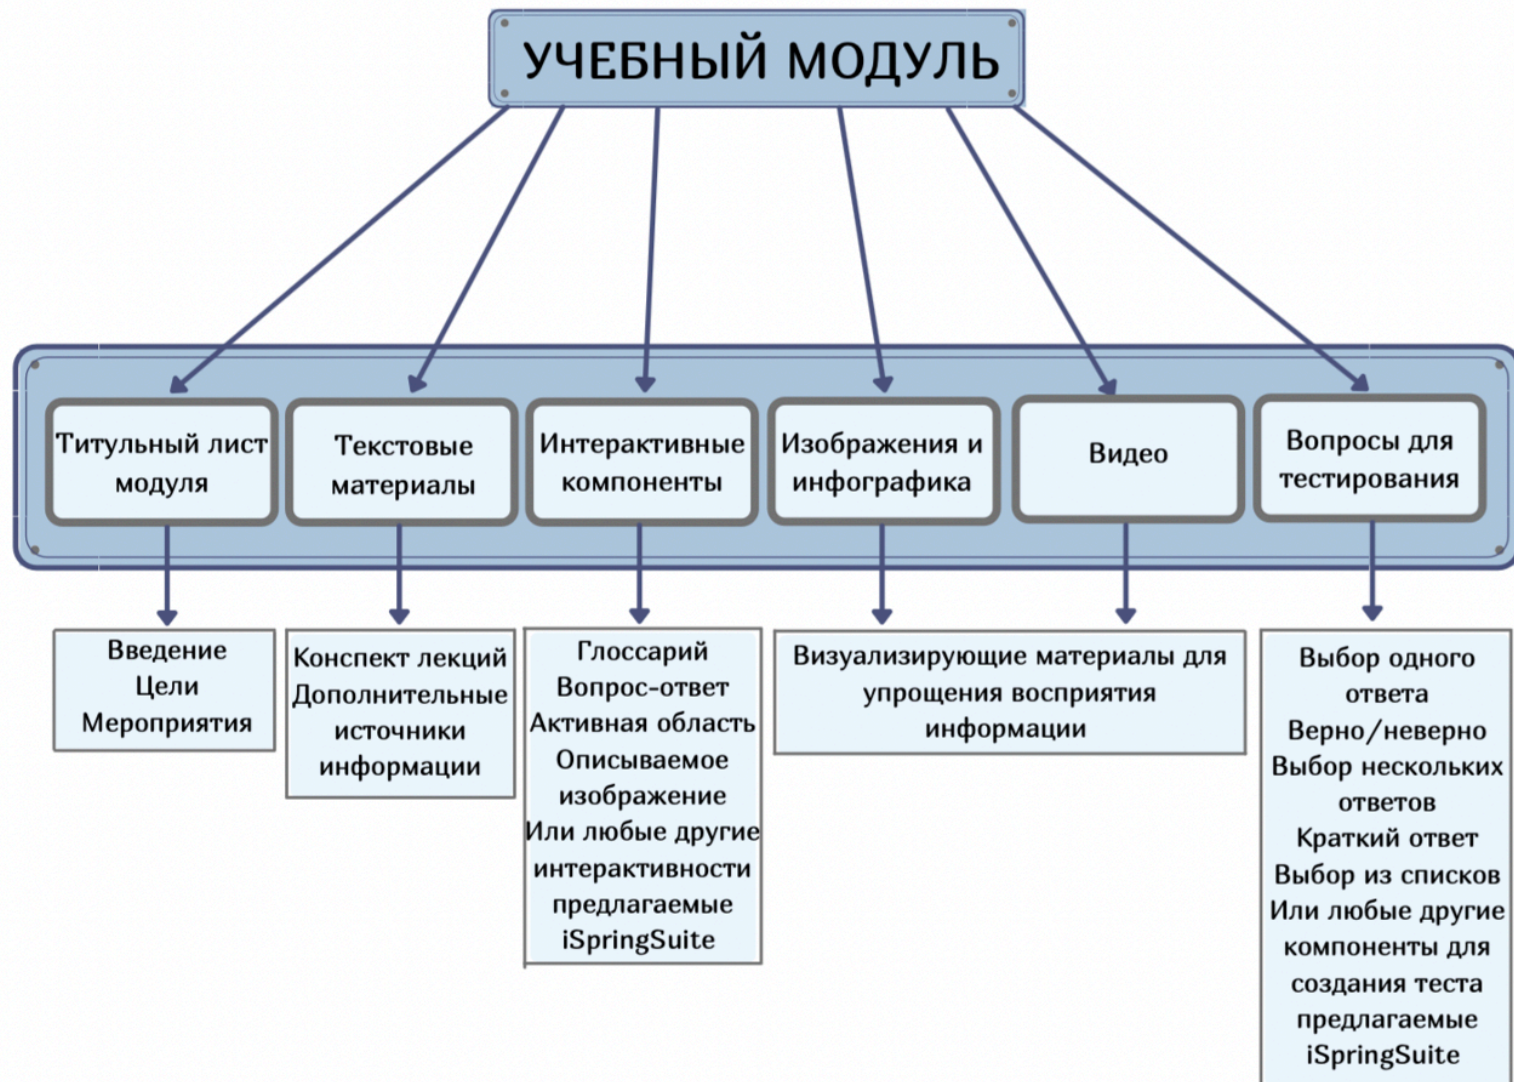 УЧЕБНЫЙ МОДУЛЬ
Титульный лист
модуля
Текстовые
материалы
Интерактивные
компоненты
Изображения и
инфографика
Видео
Вопросы для
тестирования
Введение
Цели
Мероприятия
Конспект лекций
Дополнительные
источники
информации
Глоссарий
Вопрос-ответ
Активная область
Описываемое
изображение
Или любые другие
интерактивности
предлагаемые
iSpringSuite
Визуализирующие материалы для
упрощения восприятия
информации
Выбор одного
ответа
Верно/неверно
Выбор нескольких
ответов
Краткий ответ
Выбор из списков
Или любые другие
компоненты для
создания теста
предлагаемые
iSpringSuite